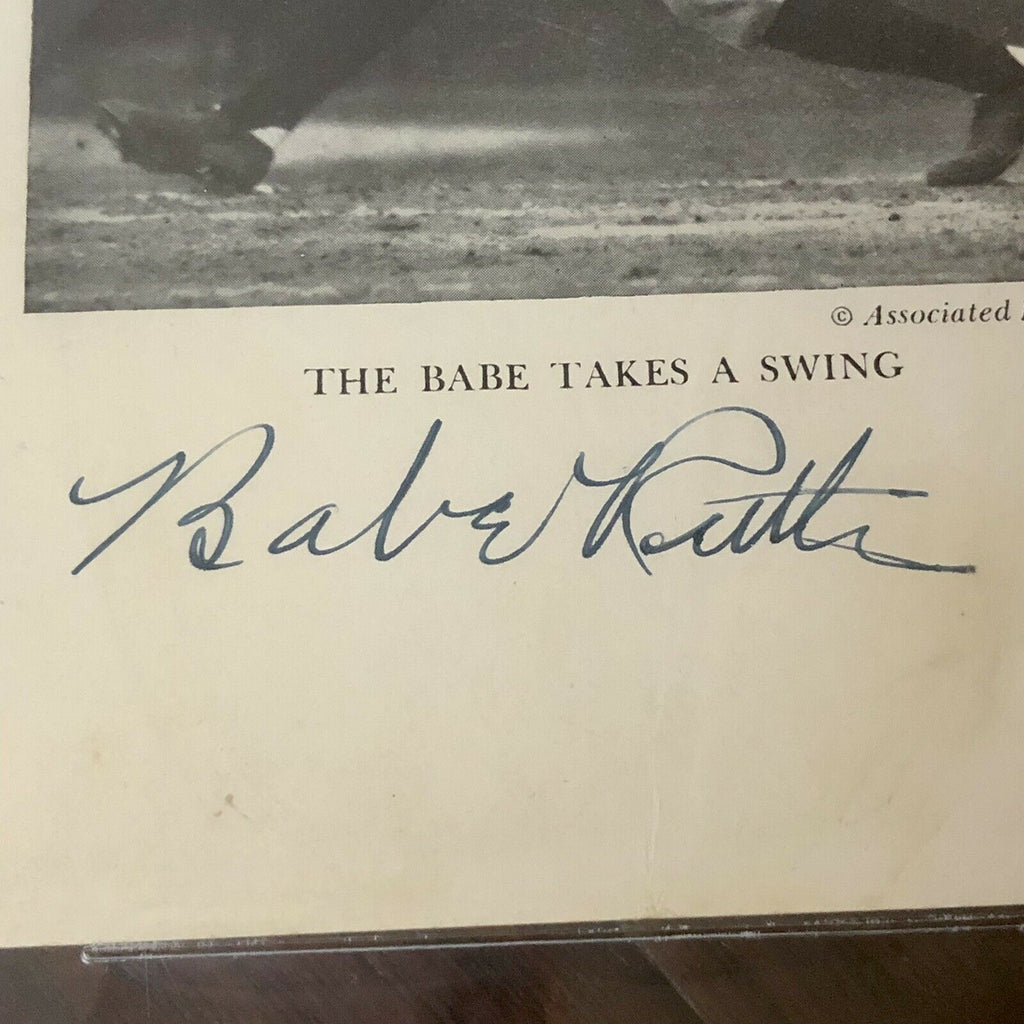 © Associated
THE BABE TAKES A SWING
Babe Ruth